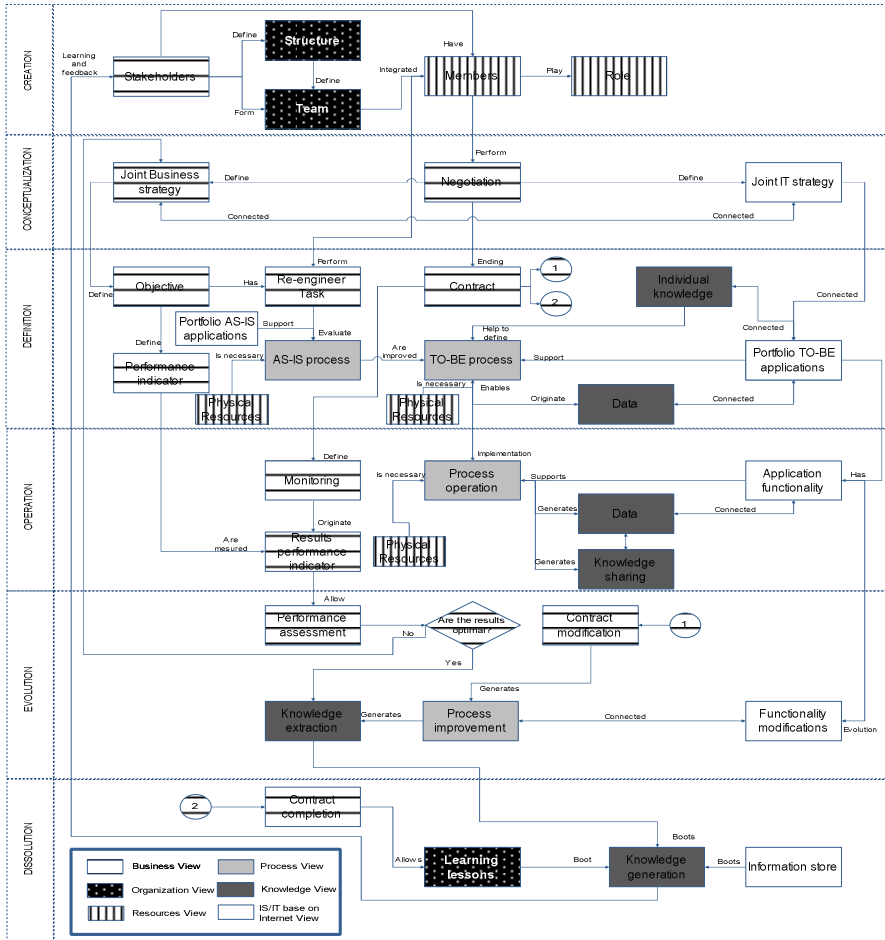 CREATION
Learning
and
feedback
Stakeholders
Define
Structure
Define
Form
Team
Integrated
Have
Members
Play
Role
CONCEPTUALIZATION
Joint Business
strategy
Define
Perform
Negotiation
Define
Joint IT strategy
Connected
Connected
DEFINITION
Define
Objective
Has
Perform
Re-engineer
Task
Ending
Contract
1
2
Individual
knowledge
Connected
Connected
Define
Portfolio AS-IS
applications
Support
Evaluate
Performance
indicator
Is necessary
AS-IS process
Are
improved
Help to
define
TO-BE process
Support
Portfolio TO-BE
applications
Physical
Resources
Is necessary
Physical
Resources
Enables
Originate
Data
Connected
OPERATION
Define
Monitoring
Is necessary
Implementation
Process
operation
Supports
Application
functionality
Has
Originate
Generates
Data
Connected
Are
mesured
Results
performance
indicator
Physical
Resources
Generates
Knowledge
sharing
EVOLUTION
Allow
Performance
assessment
No
Are the results
optimal?
Yes
Contract
modification
1
Generates
Knowledge
extraction
Generates
Process
improvement
Connected
Functionality
modifications
Evolution
DISSOLUTION
2
Contract
completion
Boots
Allows
Learning
lessons
Boot
Knowledge
generation
Boots
Information store
Business View
Process View
Organization View
Knowledge View
Resources View
IS/IT base on
Internet View